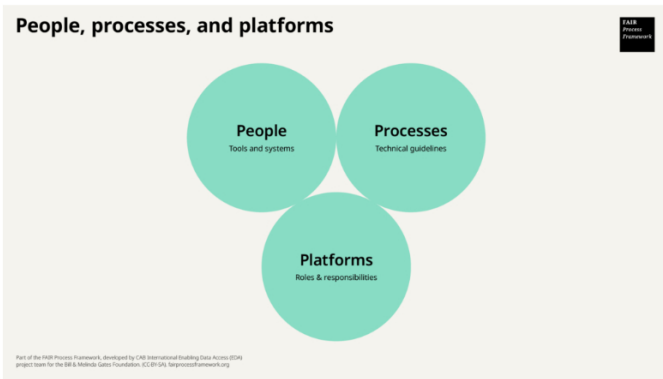 People, processes, and platforms
FAIR
Process
Framework
People
Tools and systems
Processes
Technical guidelines
Platforms
Roles & responsibilities
Part of the FAIR Process Framework, developed by CABI International Enabling Data Access (EDA)
project team for the Bill & Melinda Gates Foundation. (CC-BY-SA). fairprocessframework.org